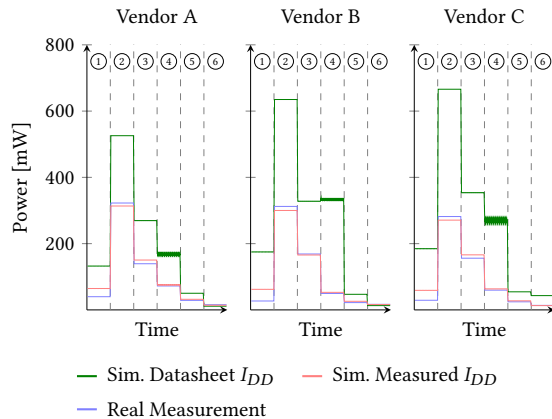 Vendor A Vendor B Vendor C
800
① ② ③ ④ ⑤ ⑥ ① ② ③ ④ ⑤ ⑥ ① ② ③ ④ ⑤ ⑥
600
400
200
Power [mW]
Time Time Time
Sim. Datasheet I_DD Sim. Measured I_DD
Real Measurement